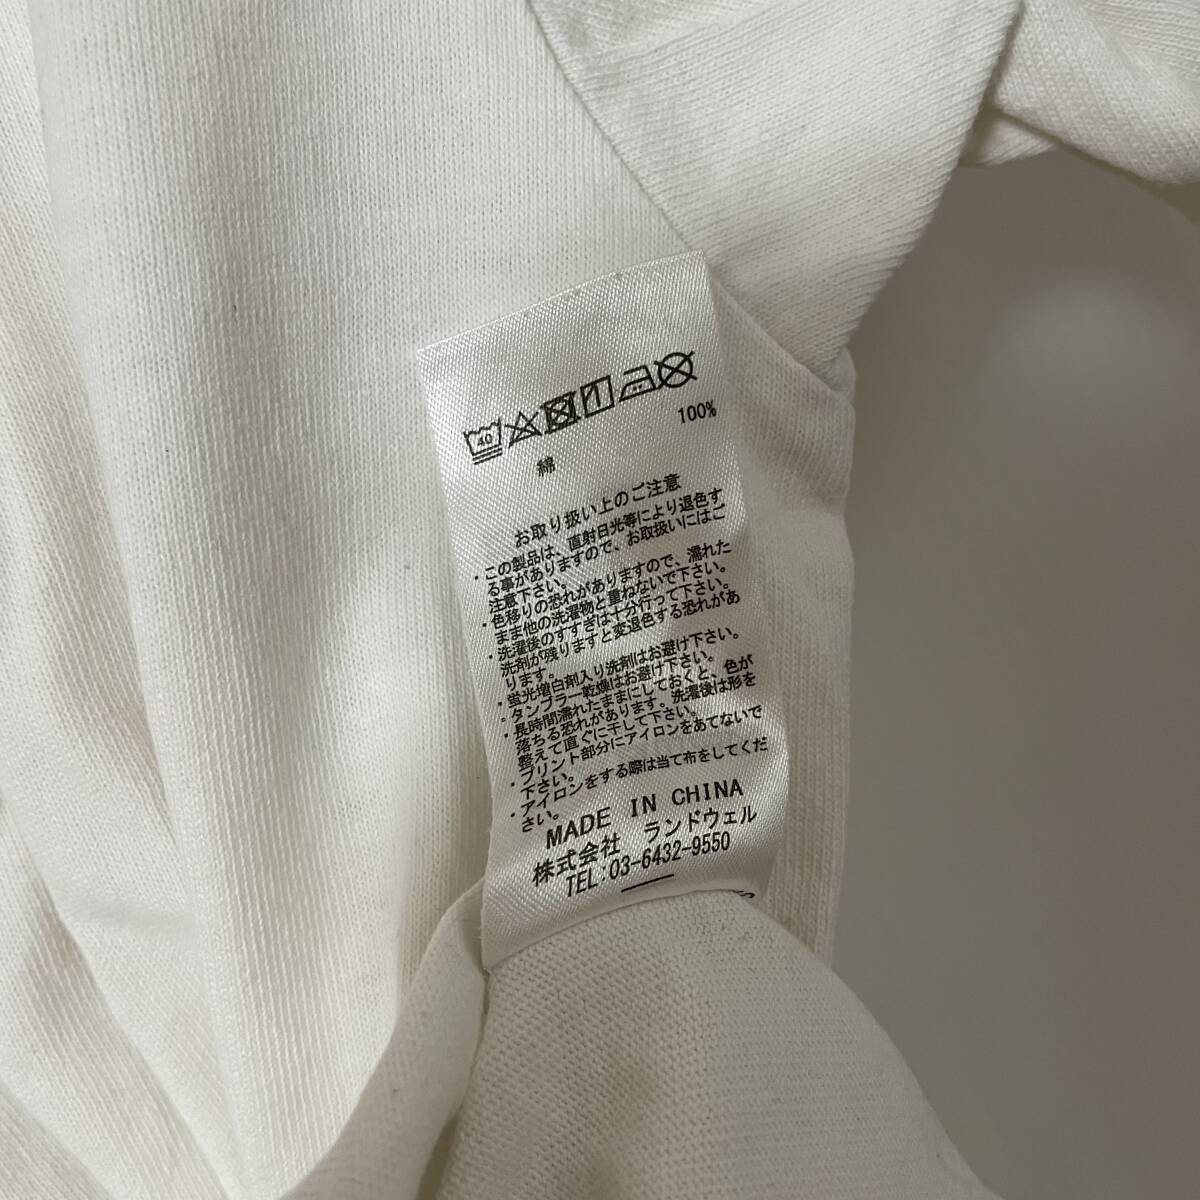 40
綿 100%
お取り扱い上のご注意
・この製品は、直射日光等により退色す
る事がありますので、お取扱いにはご
注意下さい。
・色移りの恐れがありますので、濡れた
まま他の洗濯物と重ねないで下さい。
・洗濯後のすすぎは十分行って下さい。
洗剤が残りますと変退色する恐れがあ
ります。
・蛍光増白剤入り洗剤はお避け下さい。
・タンブラー乾燥はお避け下さい。
・長時間濡れたままにしておくと、色が
落ちる恐れがあります。洗濯後は形を
整えて直ぐに干して下さい。
・プリント部分にアイロンをあてないで
下さい。
・アイロンをする際は当て布をしてくだ
さい。
MADE IN CHINA
株式会社 ランドウェル
TEL:03-6432-9550